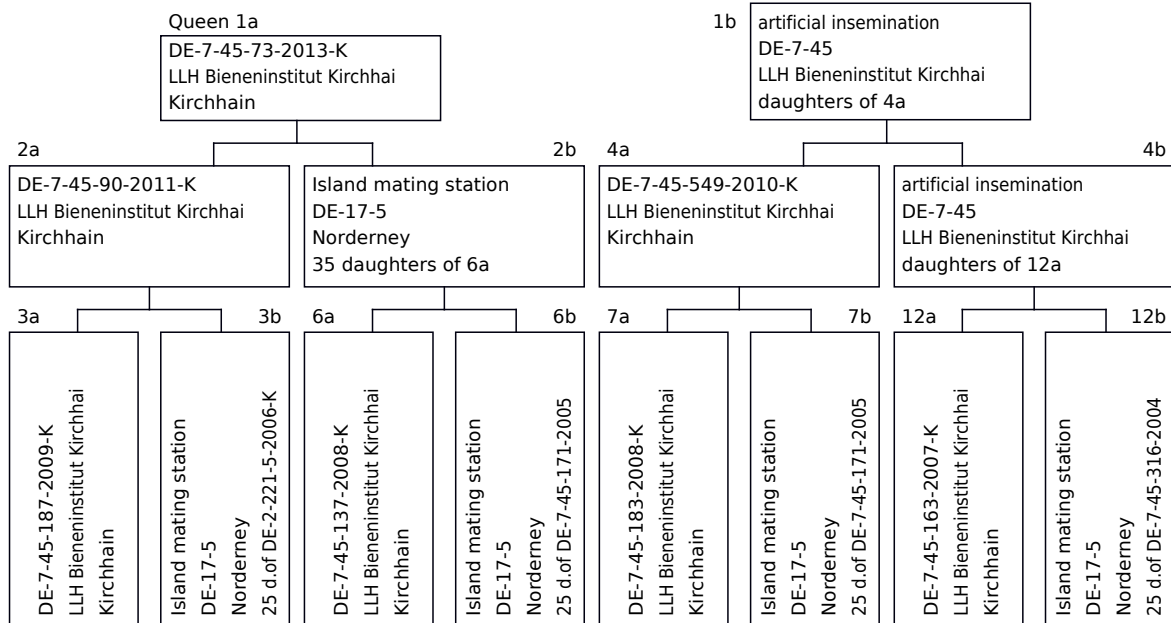 Queen 1a
DE-7-45-73-2013-K
LLH Bieneninstitut Kirchhai
Kirchhain
1b
artificial insemination
DE-7-45
LLH Bieneninstitut Kirchhai
daughters of 4a
2a
DE-7-45-90-2011-K
LLH Bieneninstitut Kirchhai
Kirchhain
2b
Island mating station
DE-17-5
Norderney
35 daughters of 6a
4a
DE-7-45-549-2010-K
LLH Bieneninstitut Kirchhai
Kirchhain
4b
artificial insemination
DE-7-45
LLH Bieneninstitut Kirchhai
daughters of 12a
3a
DE-7-45-187-2009-K
LLH Bieneninstitut Kirchhai
Kirchhain
3b
Island mating station
DE-17-5
Norderney
25 d.of DE-2-221-5-2006-K
6a
DE-7-45-137-2008-K
LLH Bieneninstitut Kirchhai
Kirchhain
6b
Island mating station
DE-17-5
Norderney
25 d.of DE-7-45-171-2005
7a
DE-7-45-183-2008-K
LLH Bieneninstitut Kirchhai
Kirchhain
7b
Island mating station
DE-17-5
Norderney
25 d.of DE-7-45-171-2005
12a
DE-7-45-163-2007-K
LLH Bieneninstitut Kirchhai
Kirchhain
12b
Island mating station
DE-17-5
Norderney
25 d.of DE-7-45-316-2004